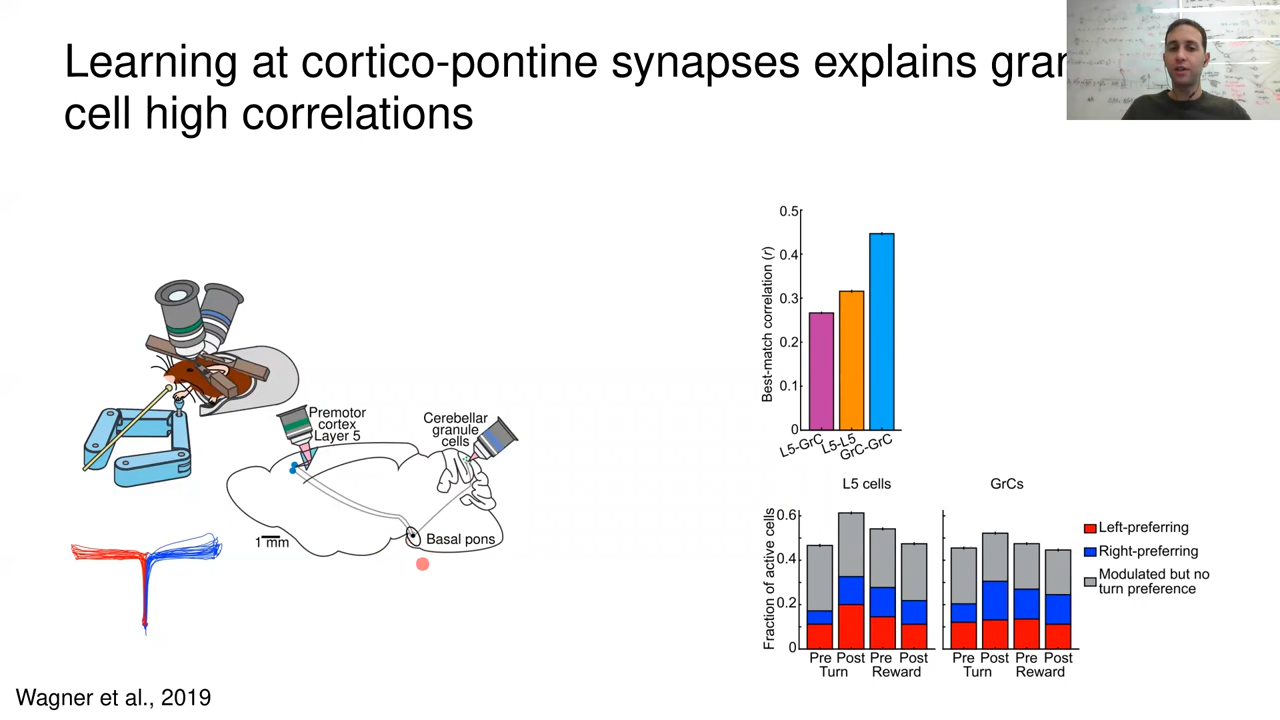 Learning at cortico-pontine synapses explains
cell high correlations
Premotor
cortex
Layer 5
Cerebellar
granule
cells
1 mm
Basal pons
Wagner et al., 2019
Best-match correlation (r)
0.5
0.4
0.3
0.2
0.1
0
L5-GrC
L5-L5
GrC-GrC
L5 cells
GrCs
Fraction of active cells
0.6
0.4
0.2
0
Pre Post Pre Post
Turn Reward
Pre Post Pre Post
Turn Reward
Left-preferring
Right-preferring
Modulated but no
turn preference